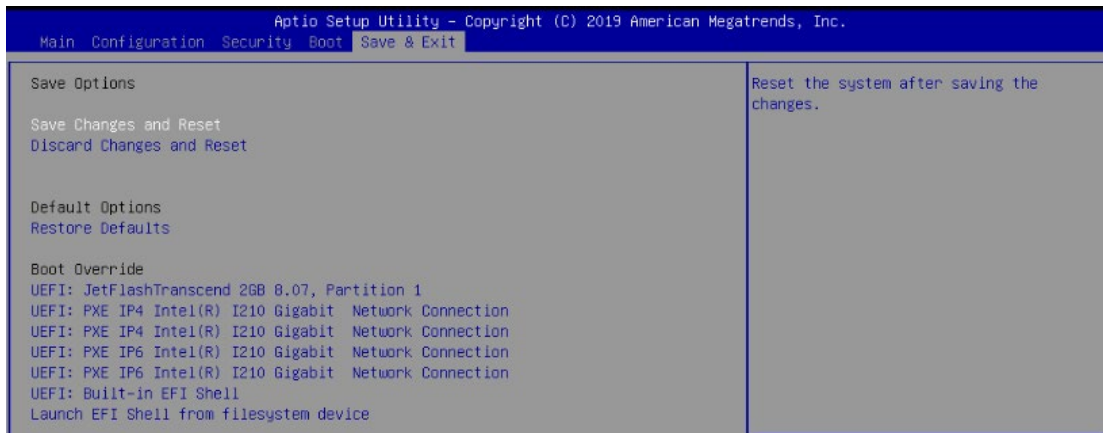 Aptio Setup Utility – Copyright (C) 2019 American Megatrends, Inc.
Main Configuration Security Boot Save & Exit
Save Options
Save Changes and Reset
Discard Changes and Reset
Default Options
Restore Defaults
Boot Override
UEFI: JetFlashTranscend 2GB 8.07, Partition 1
UEFI: PXE IP4 Intel(R) I210 Gigabit Network Connection
UEFI: PXE IP4 Intel(R) I210 Gigabit Network Connection
UEFI: PXE IP6 Intel(R) I210 Gigabit Network Connection
UEFI: PXE IP6 Intel(R) I210 Gigabit Network Connection
UEFI: Built-in EFI Shell
Launch EFI Shell from filesystem device
Reset the system after saving the
changes.